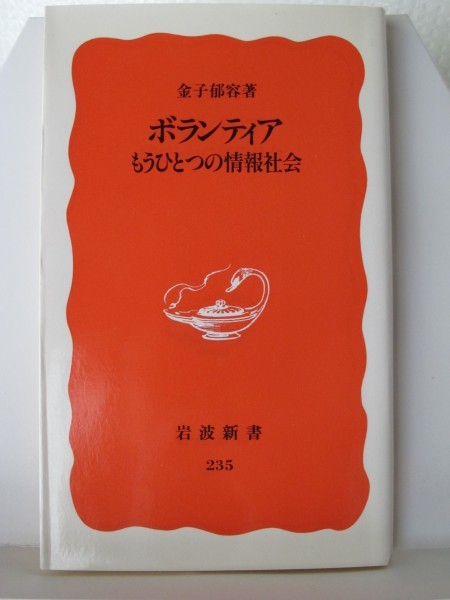 金子郁容著
ボランティア
もうひとつの情報社会
岩波新書
235